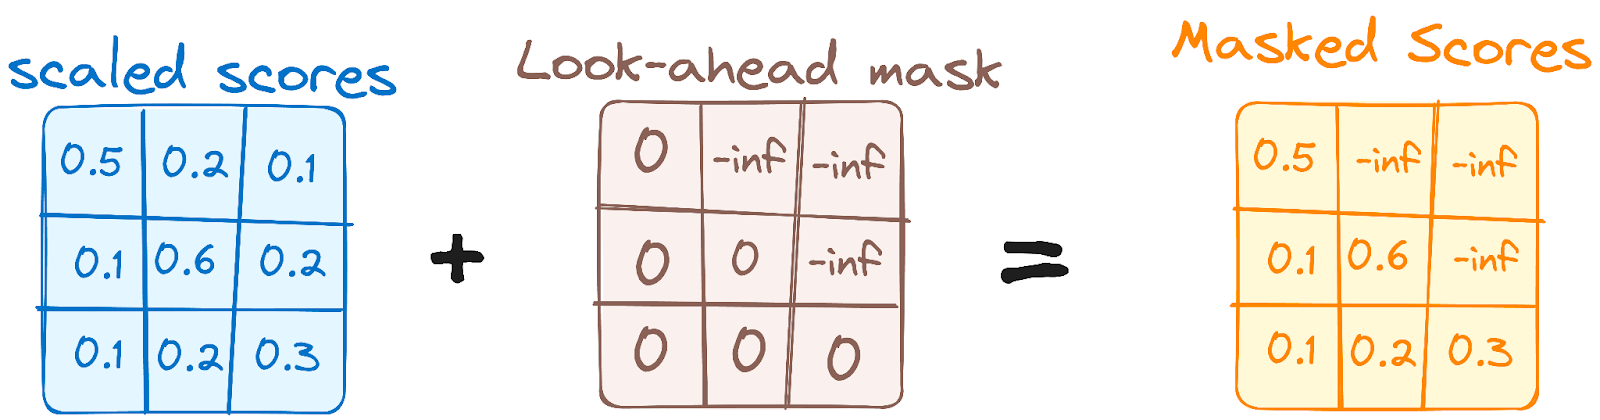 scaled scores
Look-ahead mask
Masked Scores
0.5 0.2 0.1
0.1 0.6 0.2
0.1 0.2 0.3
+
0 -inf -inf
0 0 -inf
0 0 0
=
0.5 -inf -inf
0.1 0.6 -inf
0.1 0.2 0.3